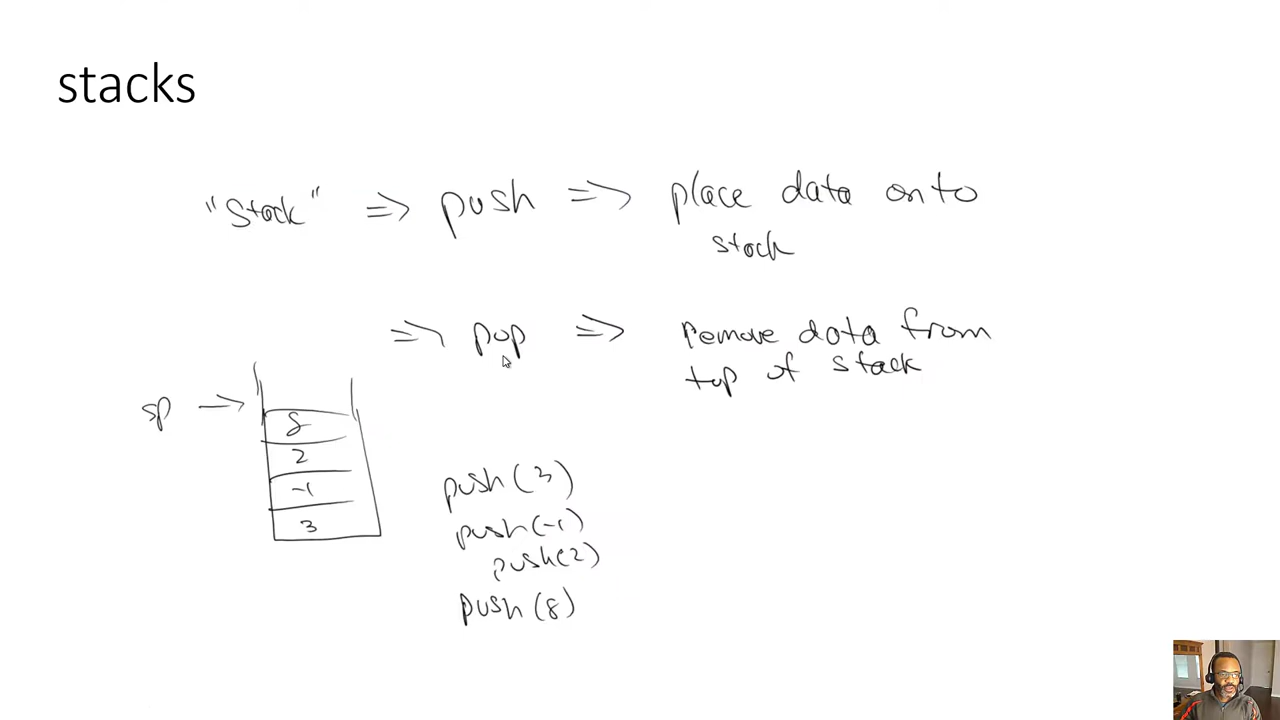 stacks
"Stack" => push => place data onto
stack
=> pop => remove data from
top of stack
sp →
8
2
-1
3
push(3)
push(-1)
push(2)
push(8)